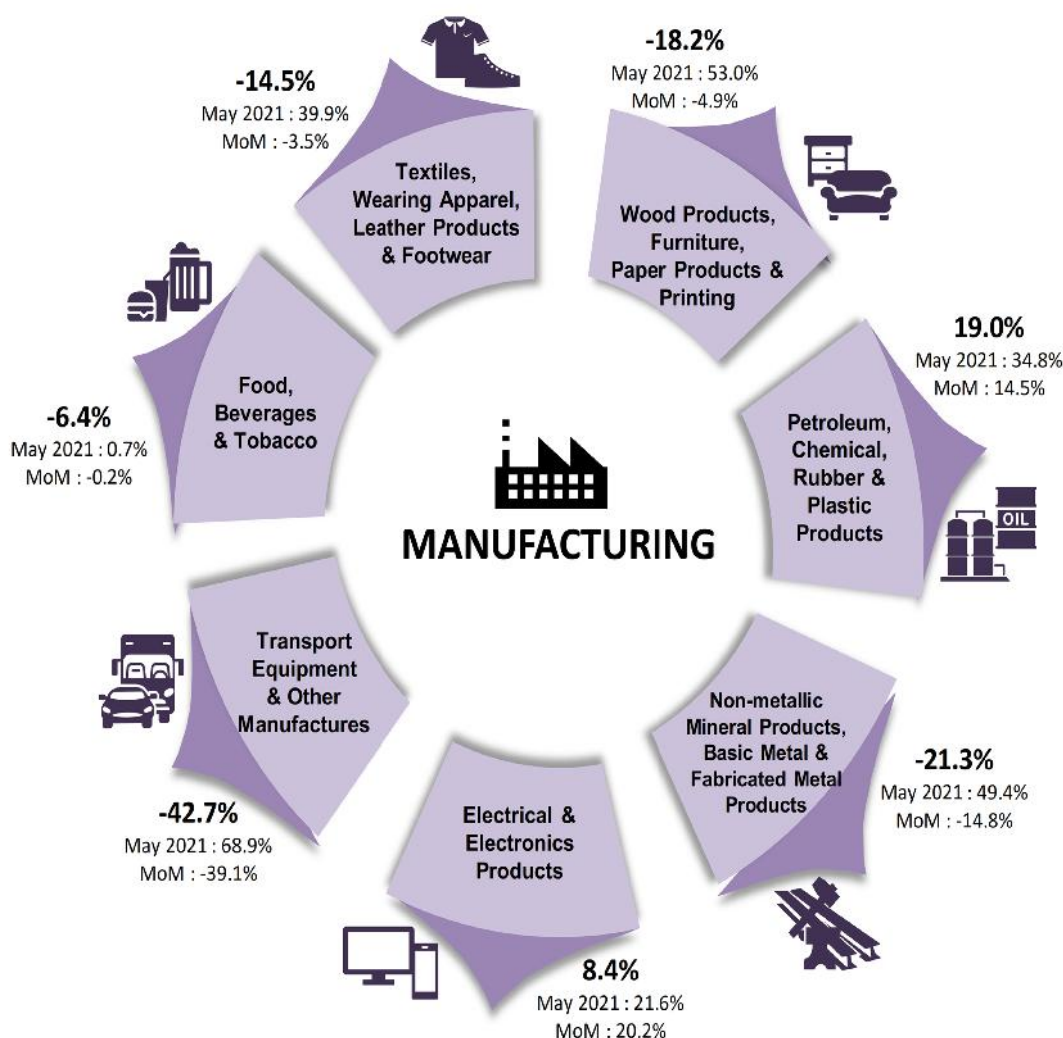 -14.5%
May 2021 : 39.9%
MoM : -3.5%
Textiles,
Wearing Apparel,
Leather Products
& Footwear
-18.2%
May 2021 : 53.0%
MoM : -4.9%
Wood Products,
Furniture,
Paper Products &
Printing
19.0%
May 2021 : 34.8%
MoM : 14.5%
Petroleum,
Chemical,
Rubber &
Plastic
Products
OIL
-6.4%
May 2021 : 0.7%
MoM : -0.2%
Food,
Beverages
& Tobacco
MANUFACTURING
Transport
Equipment
& Other
Manufactures
-42.7%
May 2021 : 68.9%
MoM : -39.1%
Electrical &
Electronics
Products
8.4%
May 2021 : 21.6%
MoM : 20.2%
Non-metallic
Mineral Products,
Basic Metal &
Fabricated Metal
Products
-21.3%
May 2021 : 49.4%
MoM : -14.8%